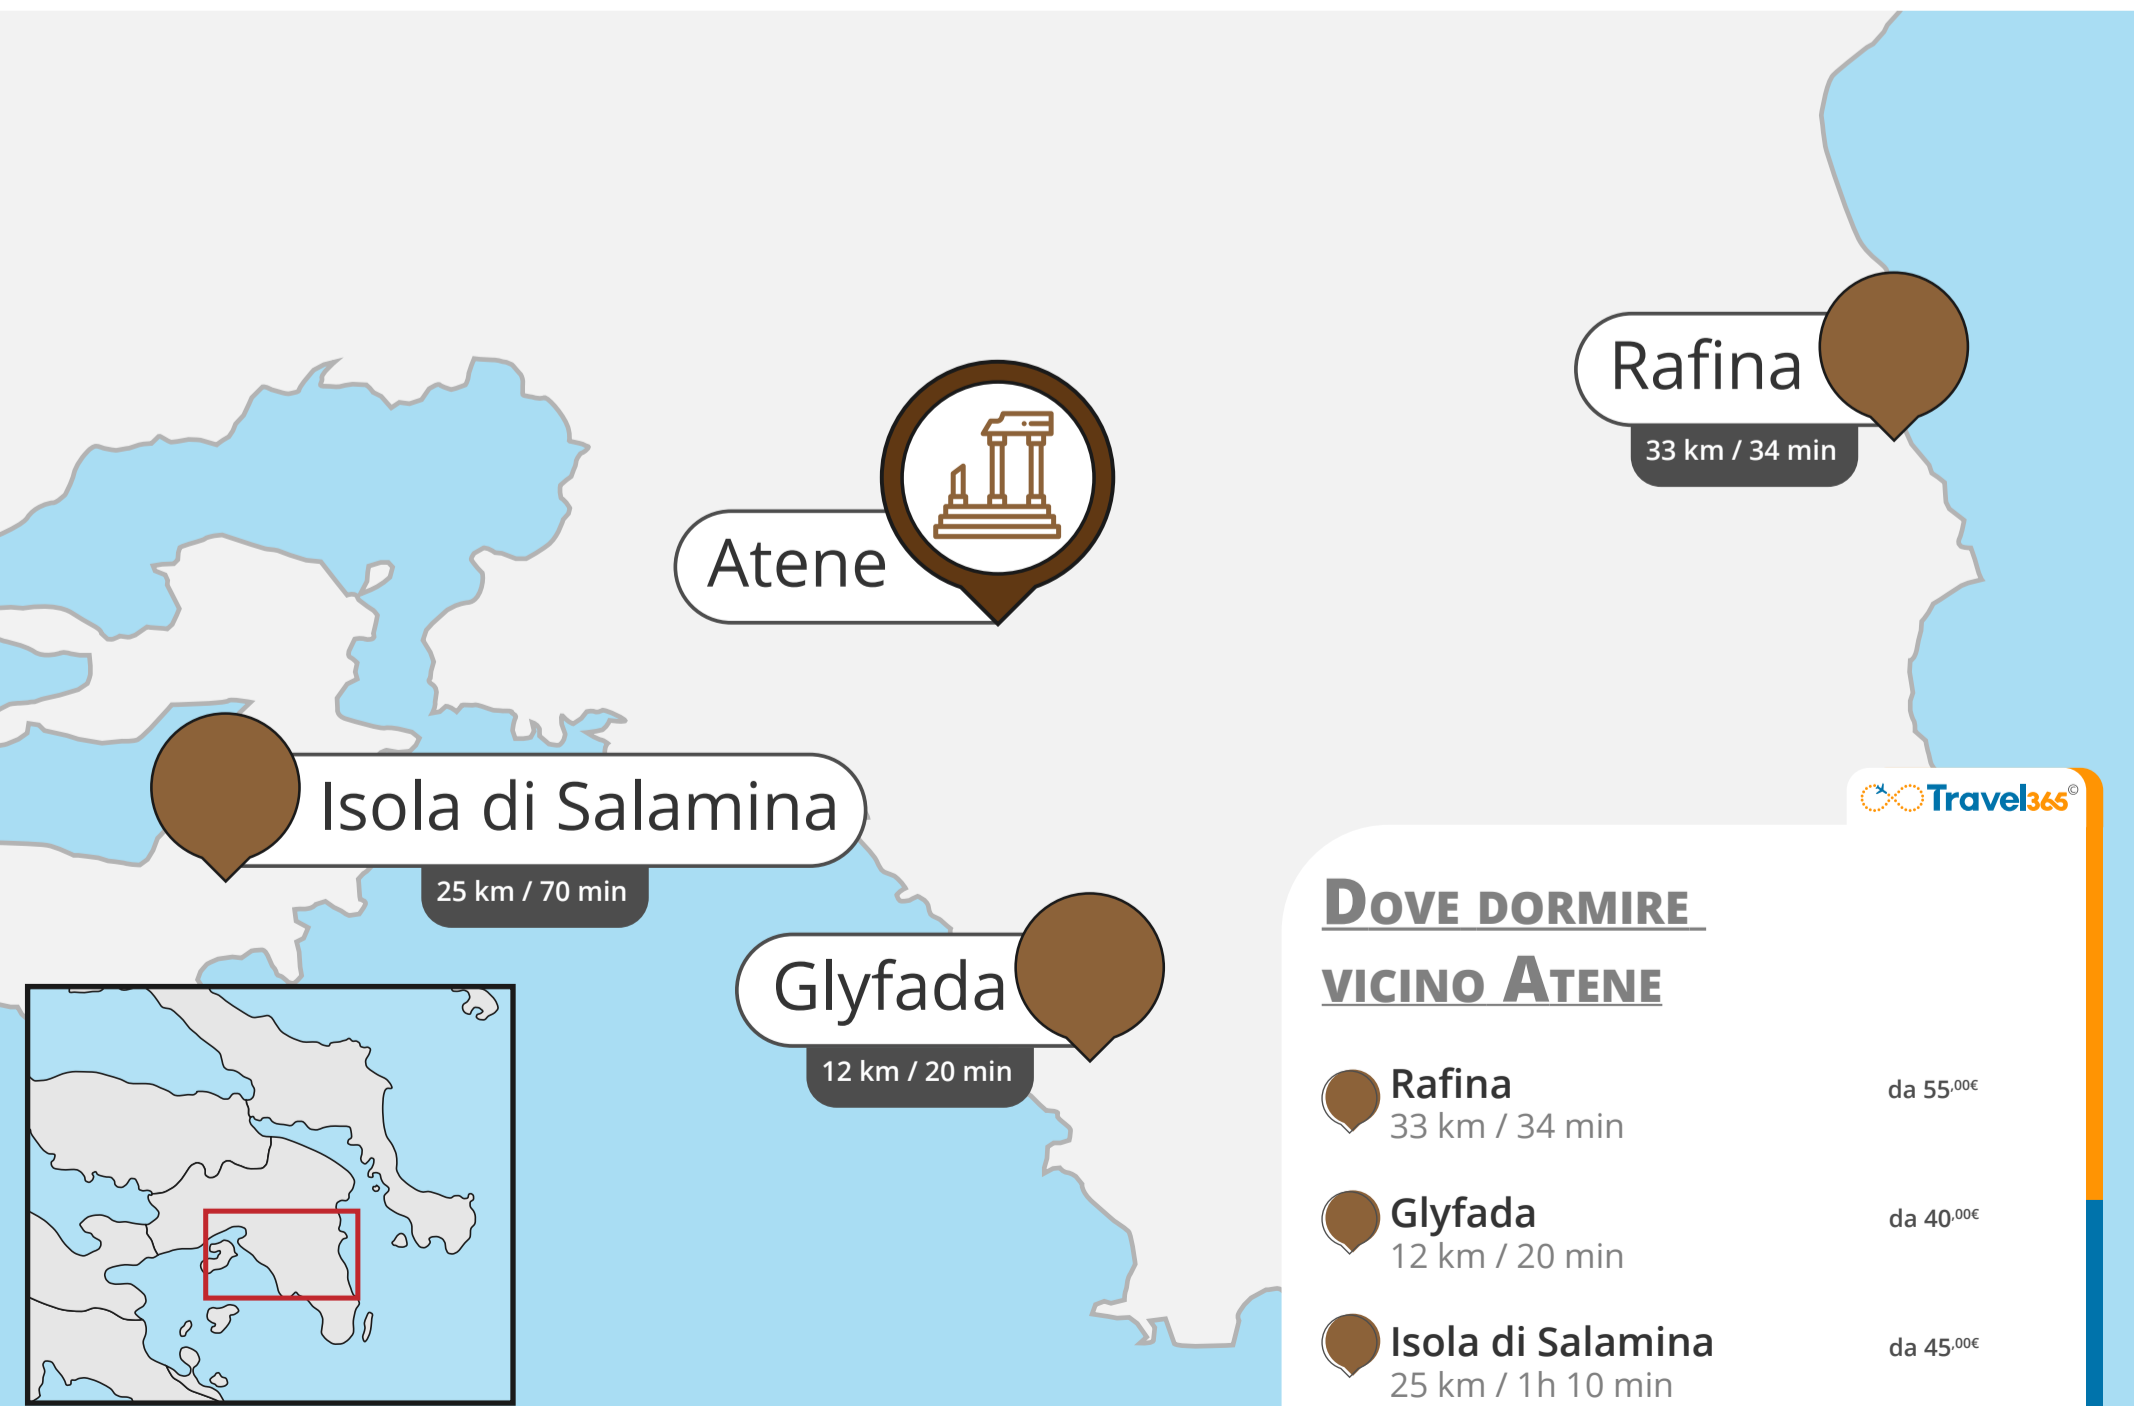 Rafina
33 km / 34 min
Atene
Isola di Salamina
25 km / 70 min
Glyfada
12 km / 20 min
Travel365©
Dove dormire
vicino Atene
Rafina
da 55,00€
33 km / 34 min
Glyfada
da 40,00€
12 km / 20 min
Isola di Salamina
da 45,00€
25 km / 1h 10 min